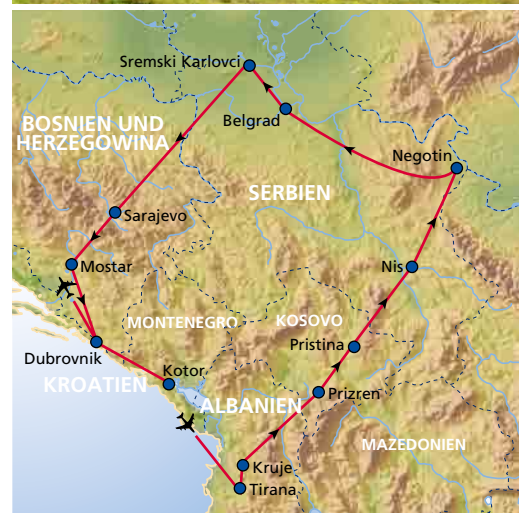 Sremski Karlovci
Belgrad
BOSNIEN UND
HERZEGOWINA
Negotin
SERBIEN
Sarajevo
Mostar
Nis
MONTENEGRO
KOSOVO
Pristina
Dubrovnik
KROATIEN
Kotor
ALBANIEN
Prizren
MAZEDONIEN
Kruje
Tirana